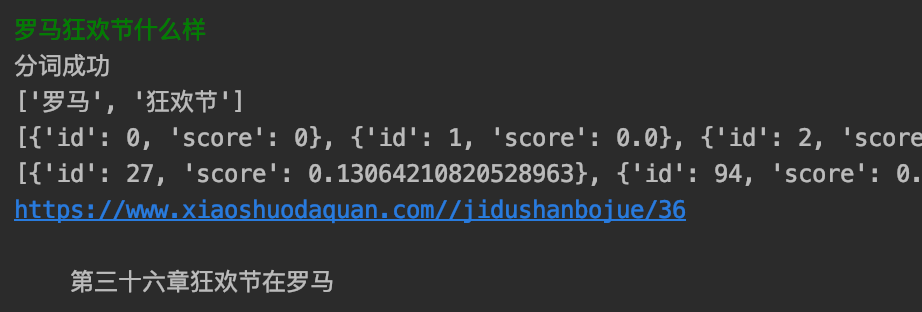 罗马狂欢节什么样
分词成功
['罗马', '狂欢节']
[{'id': 0, 'score': 0}, {'id': 1, 'score': 0.0}, {'id': 2, 'score
[{'id': 27, 'score': 0.13064210820528963}, {'id': 94, 'score': 0.
https://www.xiaoshuodaquan.com//jidushanbojue/36
第三十六章狂欢节在罗马